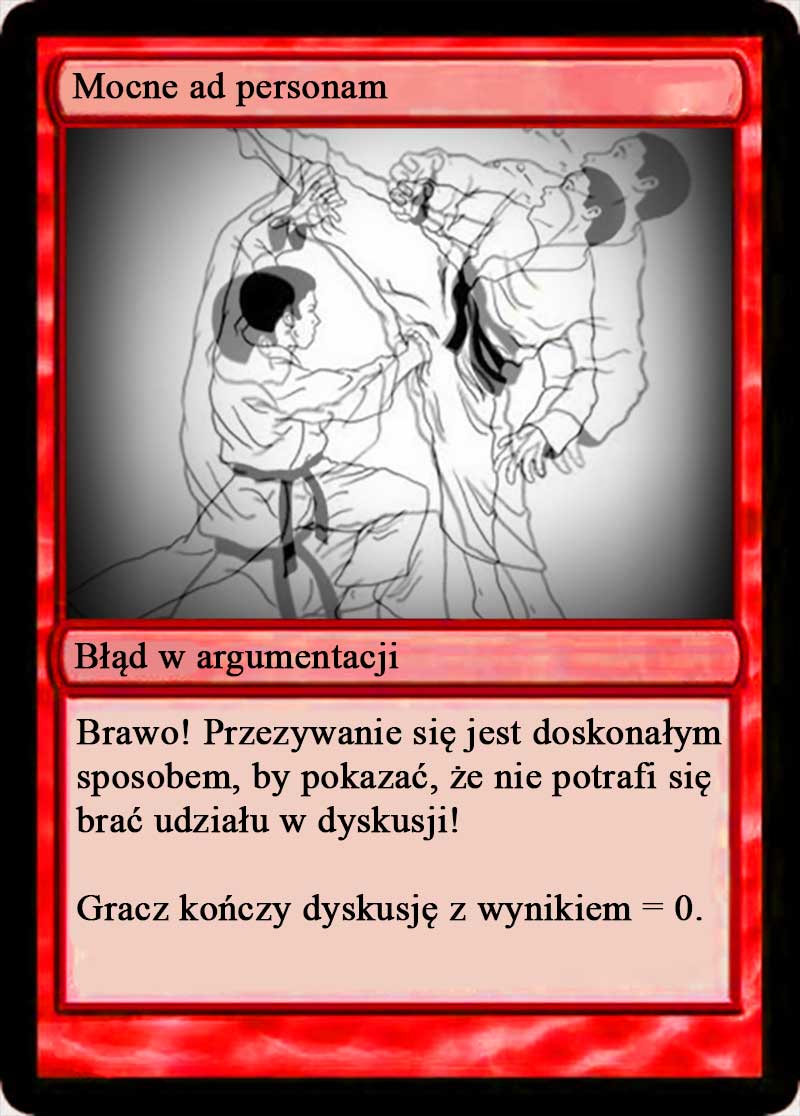 Mocne ad personam
Błąd w argumentacji
Brawo! Przezywanie się jest doskonałym
sposobem, by pokazać, że nie potrafi się
brać udziału w dyskusji!
Gracz kończy dyskusję z wynikiem = 0.